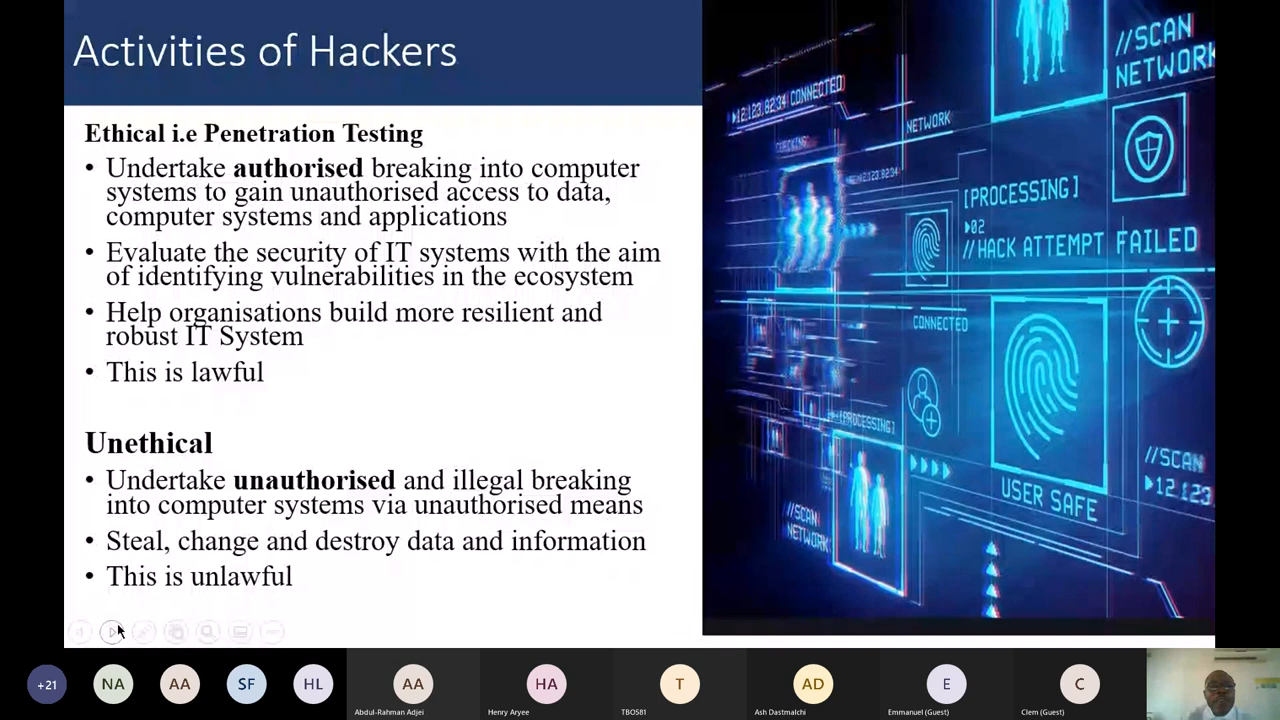 Activities of Hackers
Ethical i.e Penetration Testing
• Undertake authorised breaking into computer
systems to gain unauthorised access to data,
computer systems and applications
• Evaluate the security of IT systems with the aim
of identifying vulnerabilities in the ecosystem
• Help organisations build more resilient and
robust IT System
• This is lawful
Unethical
• Undertake unauthorised and illegal breaking
into computer systems via unauthorised means
• Steal, change and destroy data and information
• This is unlawful
//SCAN
NETWORK
CONNECTED
NETWORK
[PROCESSING]
02
//HACK ATTEMPT FAILED
CONNECTED
[PROCESSING]
USER SAFE
//SCAN
12.123
//SCAN
NETWORK
+21
NA
AA
SF
HL
AA
Abdul-Rahman Adjei
HA
Henry Aryee
T
TBO581
AD
Ash Dastmalchi
E
Emmanuel (Guest)
C
Clem (Guest)